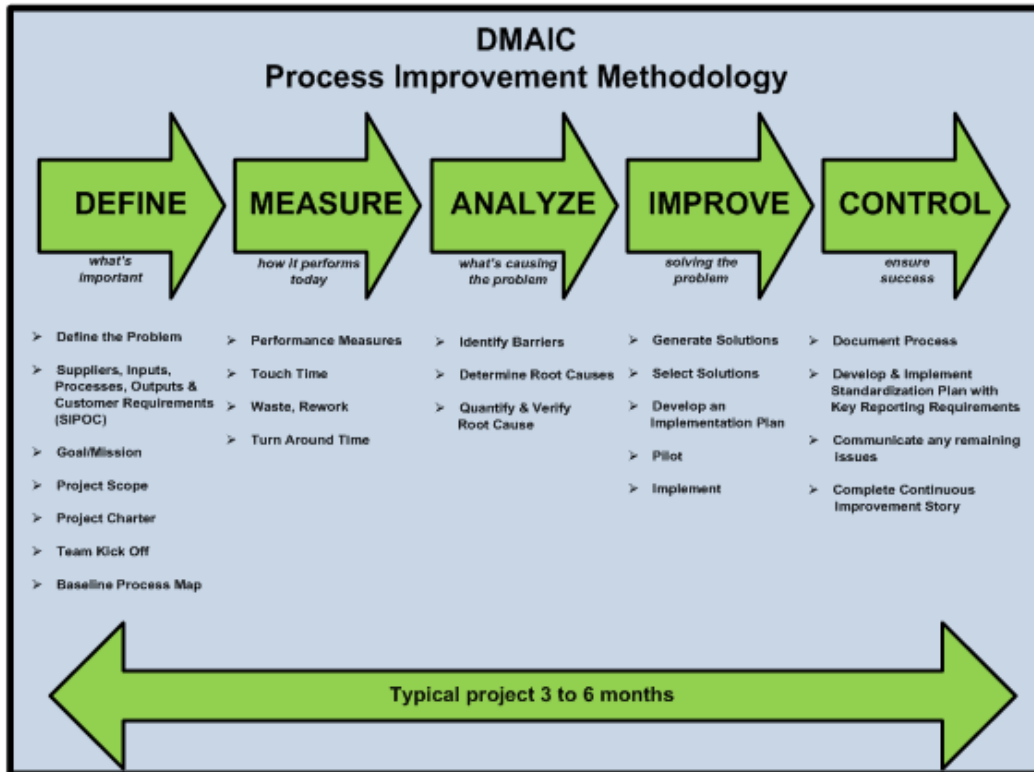 DMAIC
Process Improvement Methodology
DEFINE
MEASURE
ANALYZE
IMPROVE
CONTROL
what's
important
how it performs
today
what's causing
the problem
solving the
problem
ensure
success
➢ Define the Problem
➢ Suppliers, Inputs,
Processes, Outputs &
Customer Requirements
(SIPOC)
➢ Goal/Mission
➢ Project Scope
➢ Project Charter
➢ Team Kick Off
➢ Baseline Process Map
➢ Performance Measures
➢ Touch Time
➢ Waste, Rework
➢ Turn Around Time
➢ Identify Barriers
➢ Determine Root Causes
➢ Quantify & Verify
Root Cause
➢ Generate Solutions
➢ Select Solutions
➢ Develop an
Implementation Plan
➢ Pilot
➢ Implement
➢ Document Process
➢ Develop & Implement
Standardization Plan with
Key Reporting Requirements
➢ Communicate any remaining
issues
➢ Complete Continuous
Improvement Story
Typical project 3 to 6 months